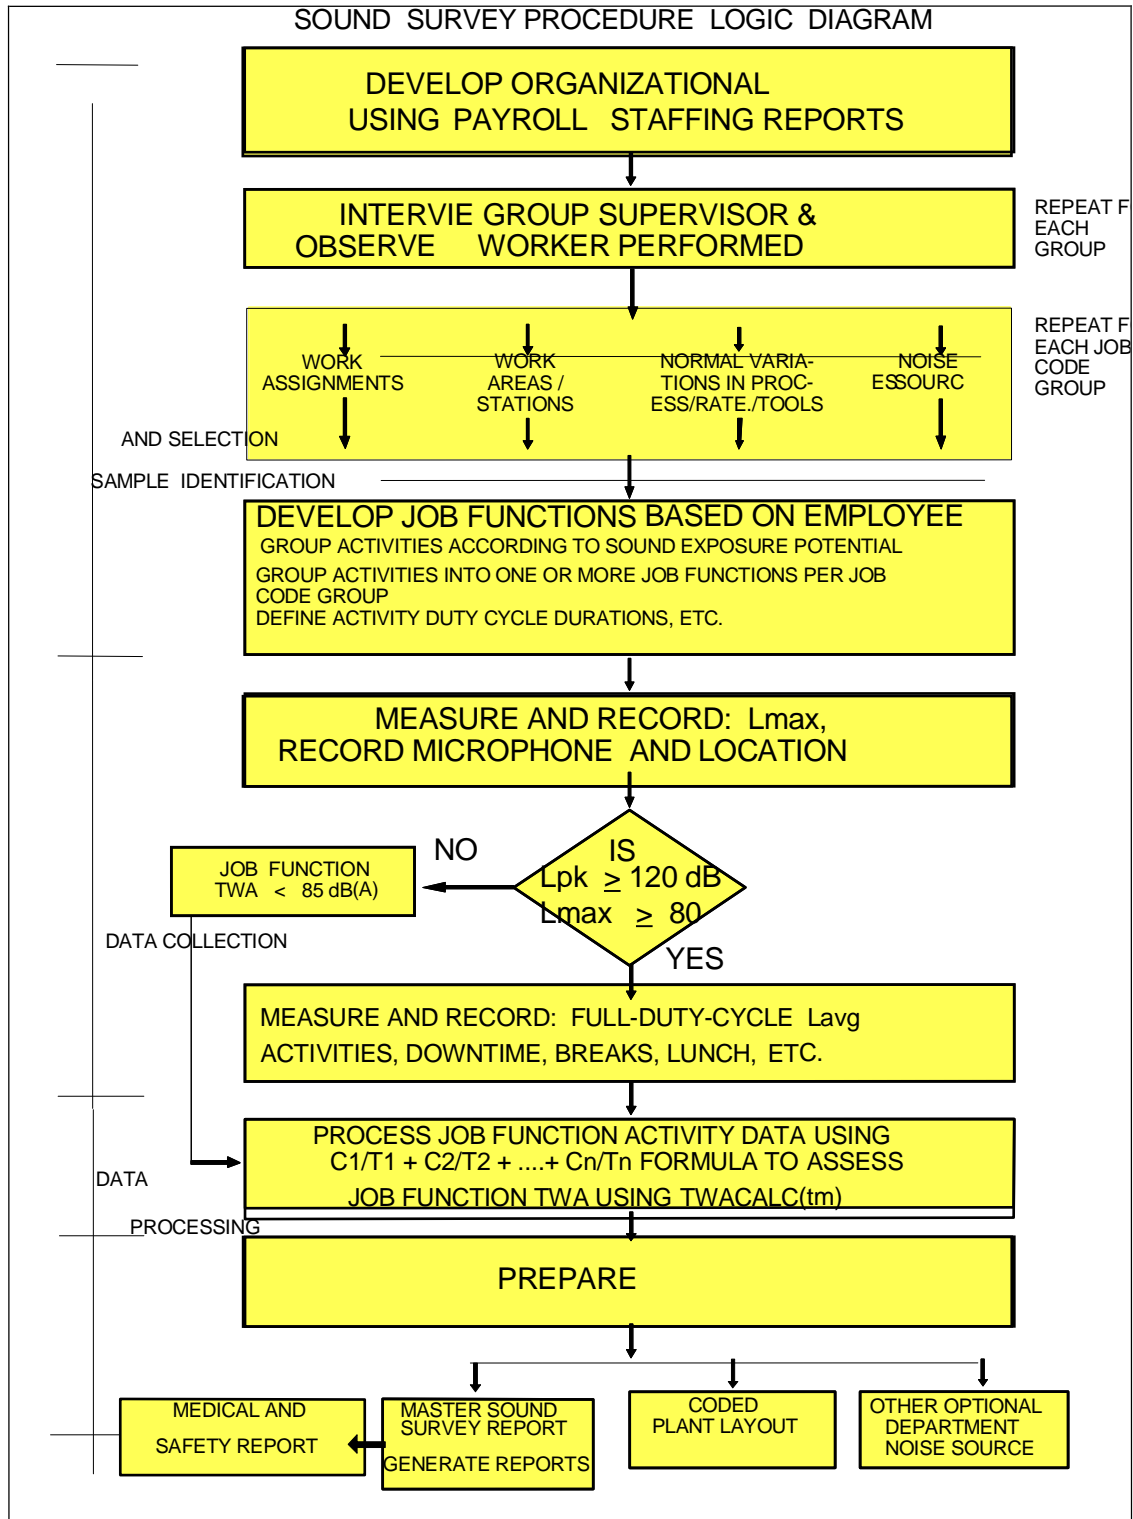 SOUND SURVEY PROCEDURE LOGIC DIAGRAM
DEVELOP ORGANIZATIONAL
USING PAYROLL STAFFING REPORTS
INTERVIE GROUP SUPERVISOR &
OBSERVE WORKER PERFORMED
REPEAT F
EACH
GROUP
WORK
ASSIGNMENTS
WORK
AREAS /
STATIONS
NORMAL VARIA-
TIONS IN PROC-
ESS/RATE./TOOLS
NOISE
ESSOURC
REPEAT F
EACH JOB
CODE
GROUP
AND SELECTION
SAMPLE IDENTIFICATION
DEVELOP JOB FUNCTIONS BASED ON EMPLOYEE
GROUP ACTIVITIES ACCORDING TO SOUND EXPOSURE POTENTIAL
GROUP ACTIVITIES INTO ONE OR MORE JOB FUNCTIONS PER JOB
CODE GROUP
DEFINE ACTIVITY DUTY CYCLE DURATIONS, ETC.
MEASURE AND RECORD: Lmax,
RECORD MICROPHONE AND LOCATION
IS
Lpk ≥ 120 dB
Lmax ≥ 80
NO
YES
JOB FUNCTION
TWA < 85 dB(A)
DATA COLLECTION
MEASURE AND RECORD: FULL-DUTY-CYCLE Lavg
ACTIVITIES, DOWNTIME, BREAKS, LUNCH, ETC.
PROCESS JOB FUNCTION ACTIVITY DATA USING
C1/T1 + C2/T2 + ....+ Cn/Tn FORMULA TO ASSESS
JOB FUNCTION TWA USING TWACALC(tm)
DATA
PROCESSING
PREPARE
MEDICAL AND
SAFETY REPORT
MASTER SOUND
SURVEY REPORT
GENERATE REPORTS
CODED
PLANT LAYOUT
OTHER OPTIONAL
DEPARTMENT
NOISE SOURCE